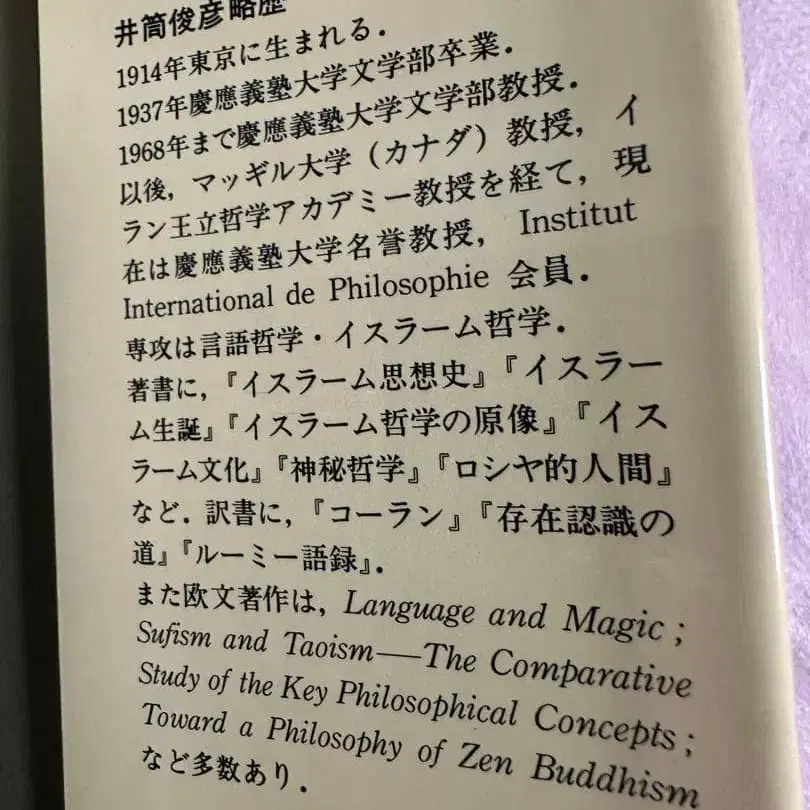 井筒俊彦略歴
1914年東京に生まれる.
1937年慶應義塾大学文学部卒業.
1968年まで慶應義塾大学文学部教授.
以後,マッギル大学(カナダ)教授,イ
ラン王立哲学アカデミー教授を経て,現
在は慶應義塾大学名誉教授, Institut
International de Philosophie 会員.
専攻は言語哲学・イスラーム哲学.
著書に,『イスラーム思想史』『イスラー
ム生誕』『イスラーム哲学の原像』『イス
ラーム文化』『神秘哲学』『ロシヤ的人間』
など.訳書に,『コーラン』『存在認識の
道』『ルーミー語録』.
また欧文著作は, Language and Magic ;
Sufism and Taoism——The Comparative
Study of the Key Philosophical Concepts ;
Toward a Philosophy of Zen Buddhism
など多数あり.